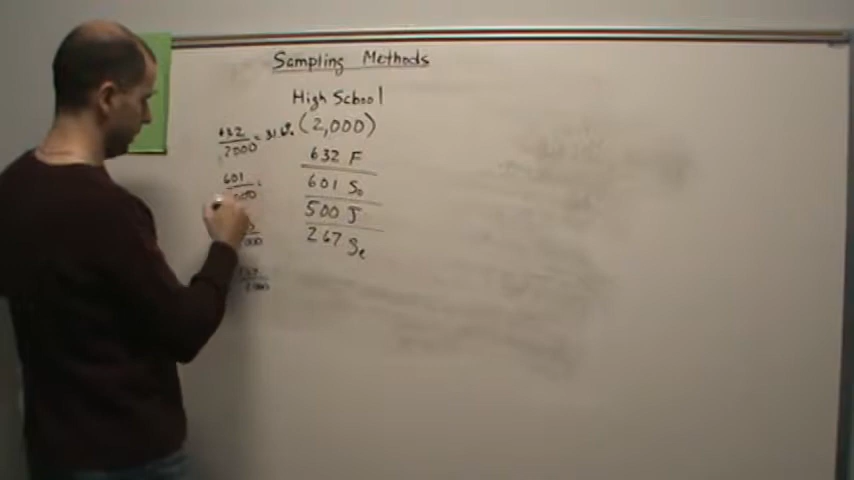 Sampling Methods
High School
(2,000)
632 F
601 So
500 J
267 Se
632
2000 = 31.6%
601 =